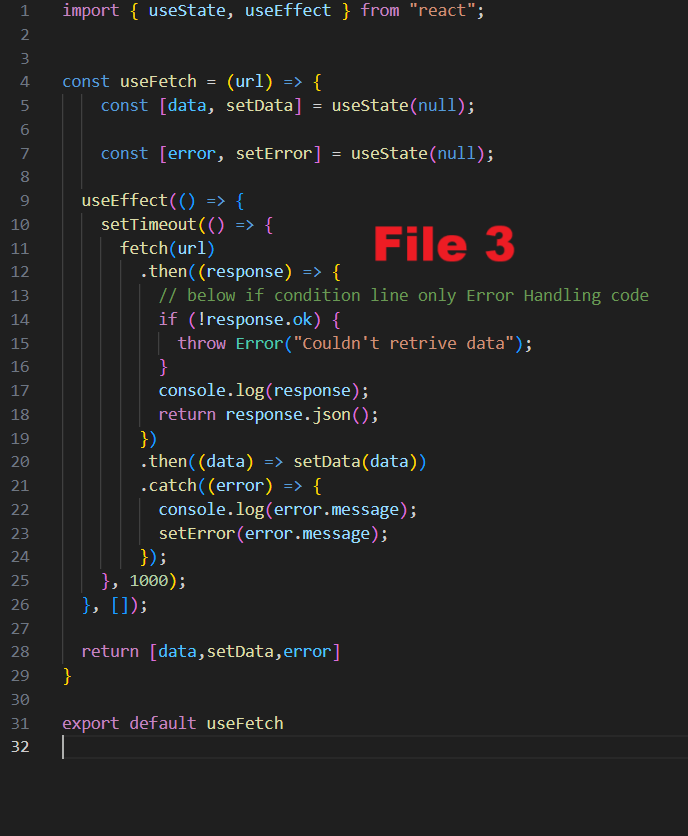 1 import { useState, useEffect } from "react";
2
3
4 const useFetch = (url) => {
5 const [data, setData] = useState(null);
6
7 const [error, setError] = useState(null);
8
9 useEffect(() => {
10 setTimeout(() => {
11 fetch(url)
File 3
12 .then((response) => {
13 // below if condition line only Error Handling code
14 if (!response.ok) {
15 throw Error("Couldn't retrive data");
16 }
17 console.log(response);
18 return response.json();
19 })
20 .then((data) => setData(data))
21 .catch((error) => {
22 console.log(error.message);
23 setError(error.message);
24 });
25 }, 1000);
26 }, []);
27
28 return [data,setData,error]
29 }
30
31 export default useFetch
32